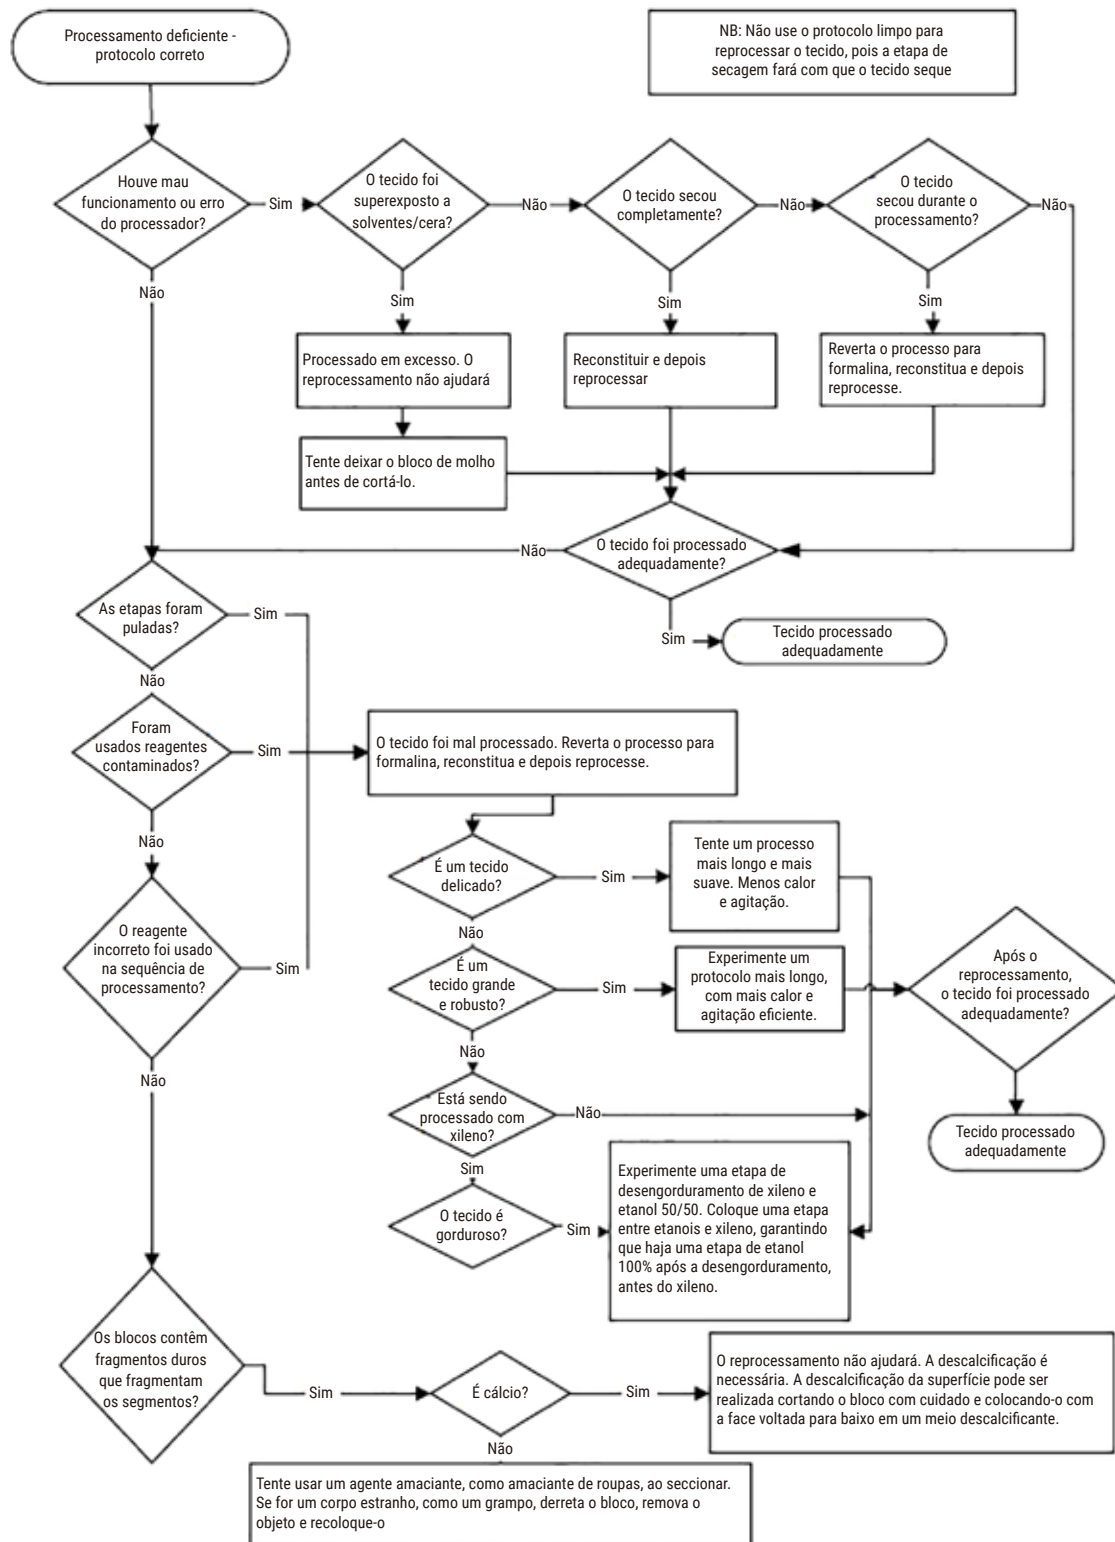 Processamento deficiente -
protocolo correto
NB: Não use o protocolo limpo para
reprocessar o tecido, pois a etapa de
secagem fará com que o tecido seque
Houve mau
funcionamento ou erro
do processador?
Sim
O tecido foi
superexposto a
solventes/cera?
Não
O tecido secou
completamente?
Não
O tecido
secou durante o
processamento?
Não
Não
Sim
Sim
Sim
Processado em excesso. O
reprocessamento não ajudará
Reconstituir e depois
reprocessar
Reverta o processo para
formalina, reconstitua e depois
reprocesse.
Tente deixar o bloco de molho
antes de cortá-lo.
O tecido foi processado
adequadamente?
Não
Sim
Tecido processado
adequadamente
As etapas foram
puladas?
Sim
Não
Foram
usados reagentes
contaminados?
Sim
O tecido foi mal processado. Reverta o processo para
formalina, reconstitua e depois reprocesse.
Não
O reagente
incorreto foi usado
na sequência de
processamento?
Sim
Não
É um tecido
delicado?
Sim
Tente um processo
mais longo e mais
suave. Menos calor
e agitação.
Não
É um
tecido grande
e robusto?
Sim
Experimente um
protocolo mais longo,
com mais calor e
agitação eficiente.
Após o
reprocessamento,
o tecido foi processado
adequadamente?
Não
Está sendo
processado com
xileno?
Não
Tecido processado
adequadamente
Sim
O tecido é
gorduroso?
Sim
Experimente uma etapa de
desengorduramento de xileno e
etanol 50/50. Coloque uma etapa
entre etanois e xileno, garantindo
que haja uma etapa de etanol
100% após a desengorduramento,
antes do xileno.
Os blocos contêm
fragmentos duros
que fragmentam
os segmentos?
Sim
É cálcio?
Sim
O reprocessamento não ajudará. A descalcificação é
necessária. A descalcificação da superfície pode ser
realizada cortando o bloco com cuidado e colocando-o com
a face voltada para baixo em um meio descalcificante.
Não
Tente usar um agente amaciante, como amaciante de roupas, ao seccionar.
Se for um corpo estranho, como um grampo, derreta o bloco, remova o
objeto e recoloque-o